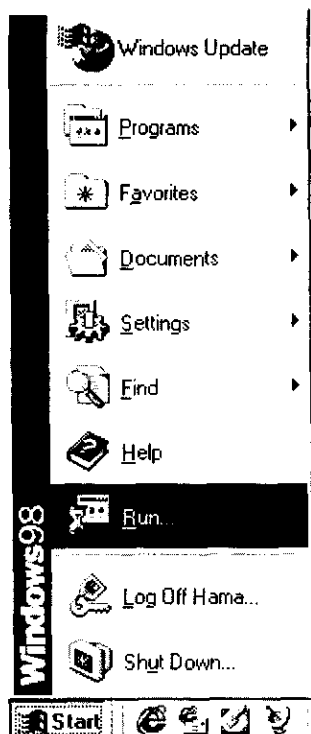 Windows Update
Programs
Favorites
Documents
Settings
Find
Help
Run...
Log Off Hama...
Shut Down...
Windows98
Start